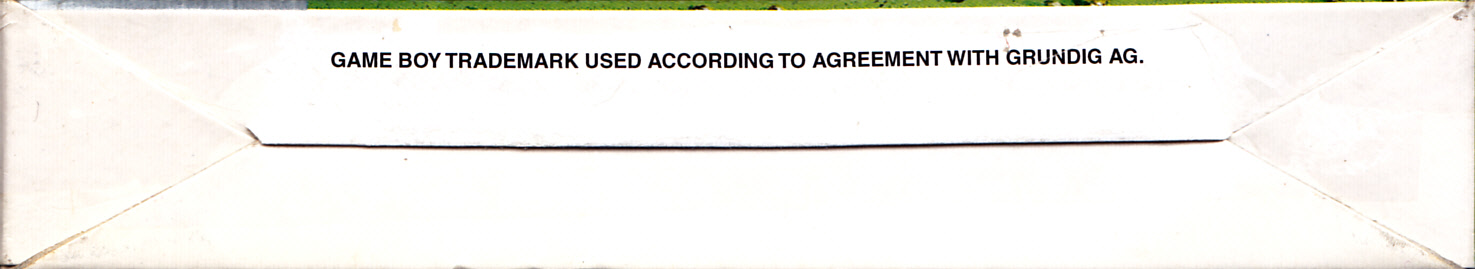 GAME BOY TRADEMARK USED ACCORDING TO AGREEMENT WITH GRUNDIG AG.